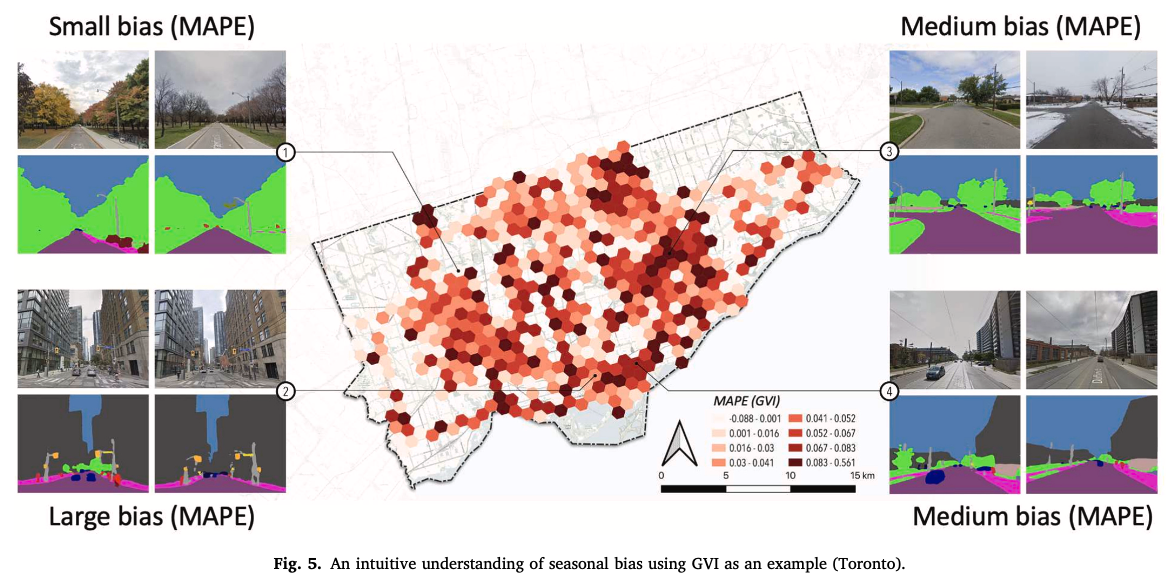 Small bias (MAPE)
Medium bias (MAPE)
1
3
2
4
MAPE (GVI)
-0.088 - 0.001
0.001 - 0.016
0.016 - 0.03
0.03 - 0.041
0.041 - 0.052
0.052 - 0.067
0.067 - 0.083
0.083 - 0.561
0 5 10 15 km
Large bias (MAPE)
Medium bias (MAPE)
Fig. 5. An intuitive understanding of seasonal bias using GVI as an example (Toronto).